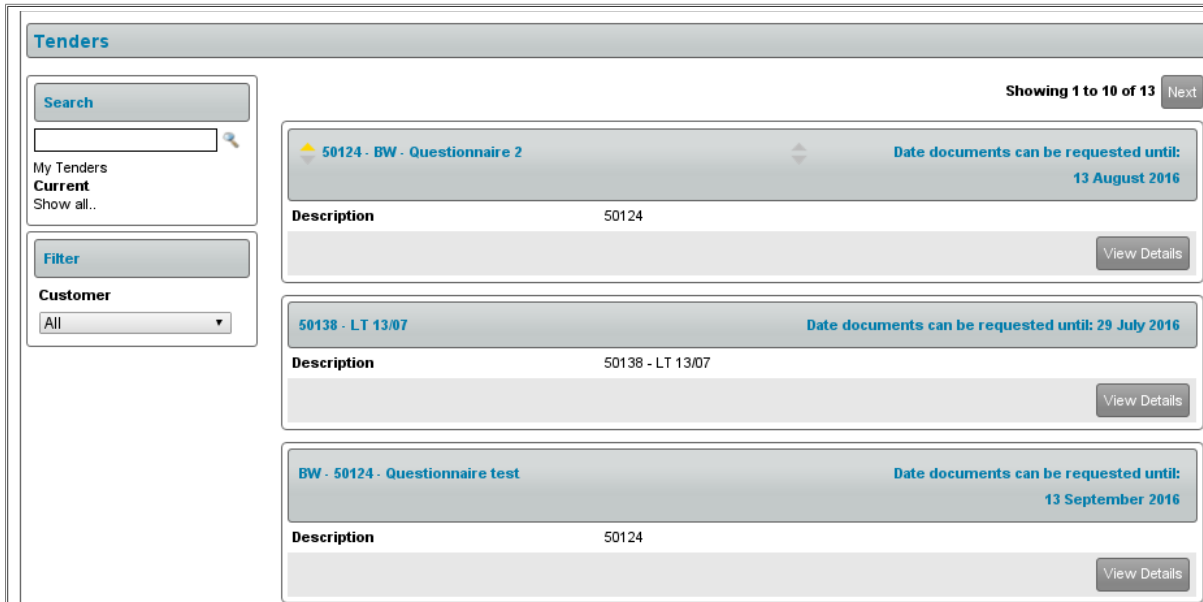 Tenders
Search
My Tenders
Current
Show all..
Filter
Customer
All
Showing 1 to 10 of 13 Next
50124 - BW - Questionnaire 2
Date documents can be requested until:
13 August 2016
Description 50124
View Details
50138 - LT 13/07 Date documents can be requested until: 29 July 2016
Description 50138 - LT 13/07
View Details
BW - 50124 - Questionnaire test
Date documents can be requested until:
13 September 2016
Description 50124
View Details